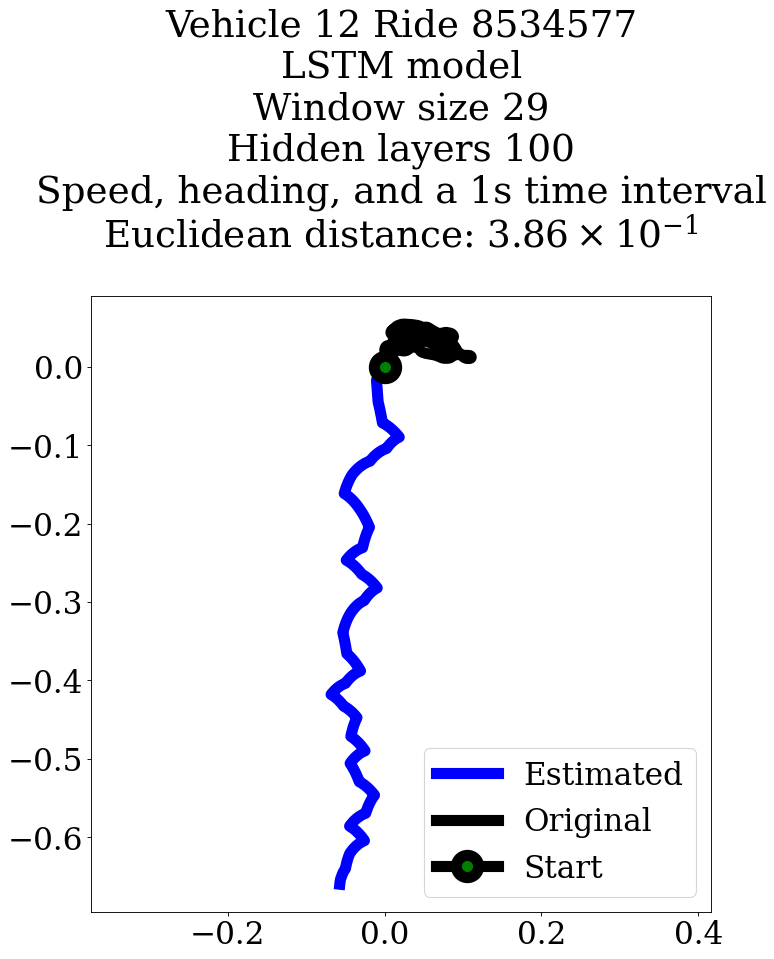 Vehicle 12 Ride 8534577
LSTM model
Window size 29
Hidden layers 100
Speed, heading, and a 1s time interval
Euclidean distance: 3.86 × 10⁻¹
0.0
−0.1
−0.2
−0.3
−0.4
−0.5
−0.6
Estimated
Original
Start
−0.2 0.0 0.2 0.4